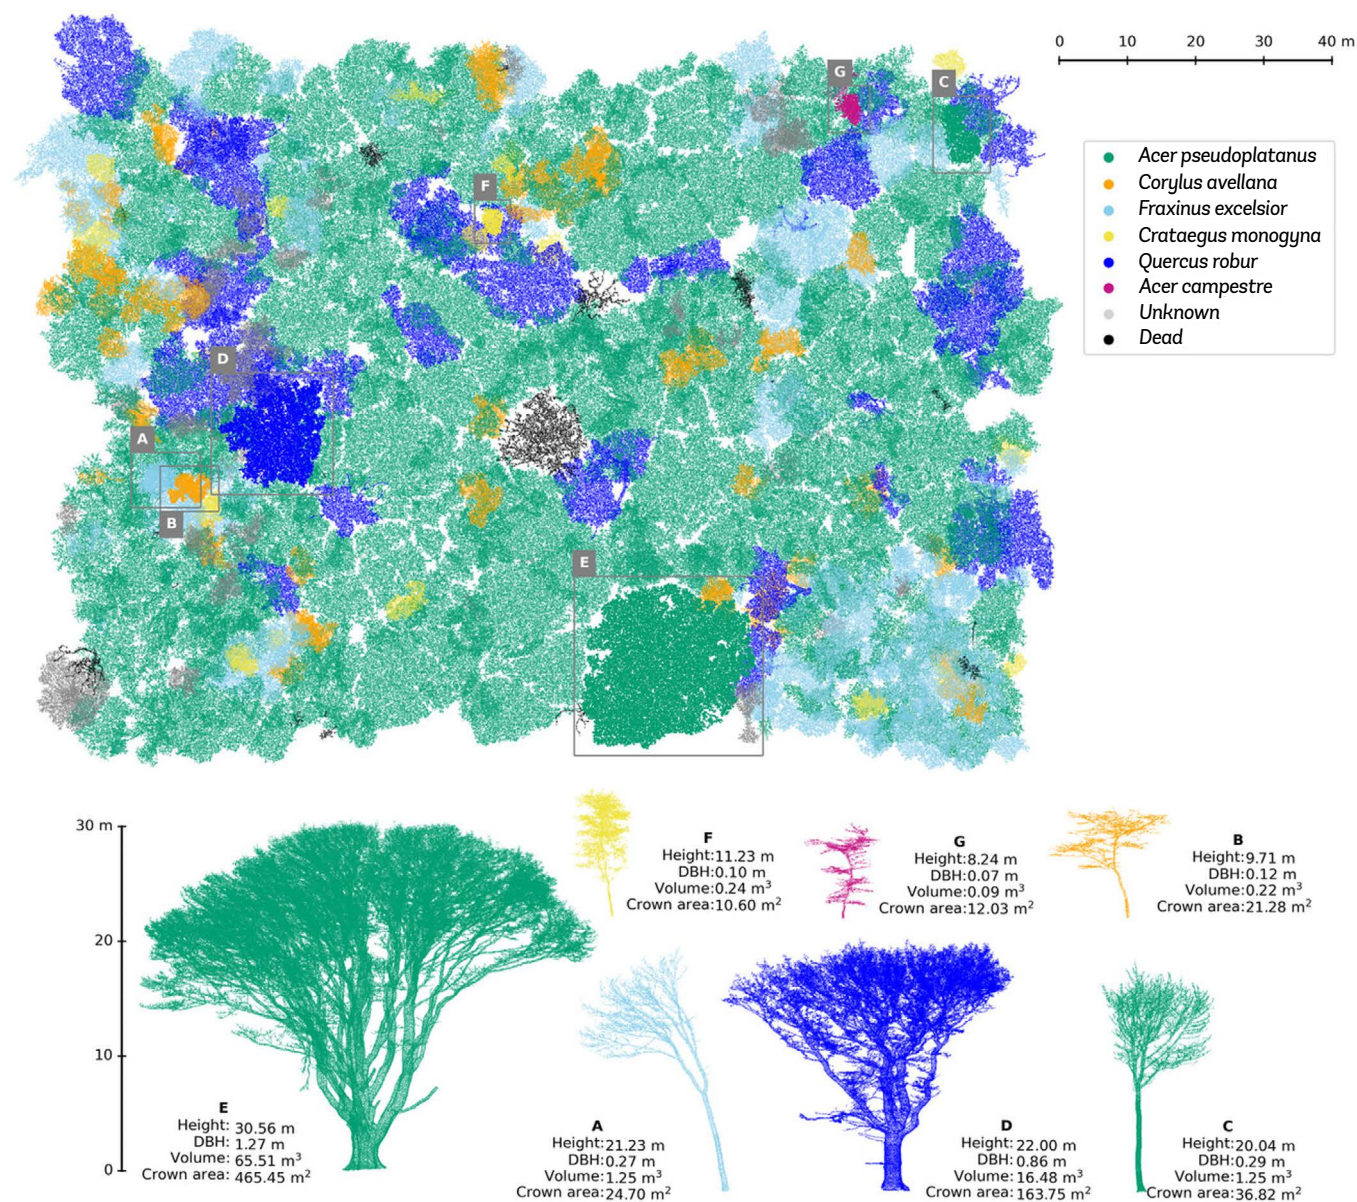 0 10 20 30 40 m
G
C
Acer pseudoplatanus
Corylus avellana
Fraxinus excelsior
Crataegus monogyna
Quercus robur
Acer campestre
Unknown
Dead
F
D
A
B
E
30 m
20
10
0
F
Height:11.23 m
DBH:0.10 m
Volume:0.24 m³
Crown area:10.60 m²
G
Height:8.24 m
DBH:0.07 m
Volume:0.09 m³
Crown area:12.03 m²
B
Height:9.71 m
DBH:0.12 m
Volume:0.22 m³
Crown area:21.28 m²
E
Height: 30.56 m
DBH: 1.27 m
Volume: 65.51 m³
Crown area: 465.45 m²
A
Height:21.23 m
DBH:0.27 m
Volume:1.25 m³
Crown area:24.70 m²
D
Height:22.00 m
DBH:0.86 m
Volume:16.48 m³
Crown area:163.75 m²
C
Height:20.04 m
DBH:0.29 m
Volume:1.25 m³
Crown area:36.82 m²